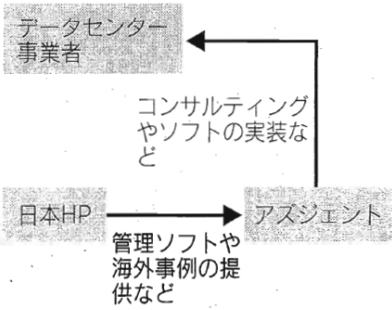 データセンター
事業者
コンサルティング
やソフトの実装な
ど
日本HP
アズジェント
管理ソフトや
海外事例の提
供など